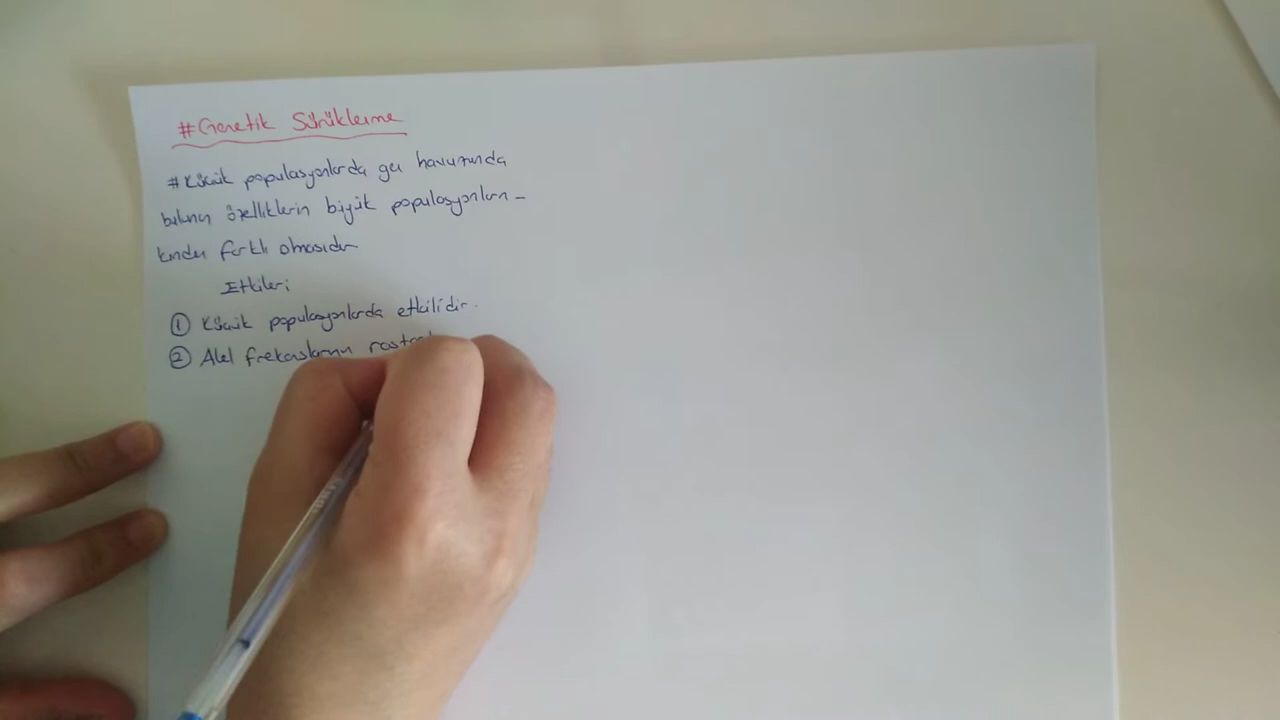 #Genetik Sürükleme
#Küçük populasyonlarda gen havuzunda
bulunan özelliklerin büyük populasyonların-
kinden farklı olmasıdır
Etkileri
① Küçük populasyonlarda etkilidir.
② Alel frekanslarının